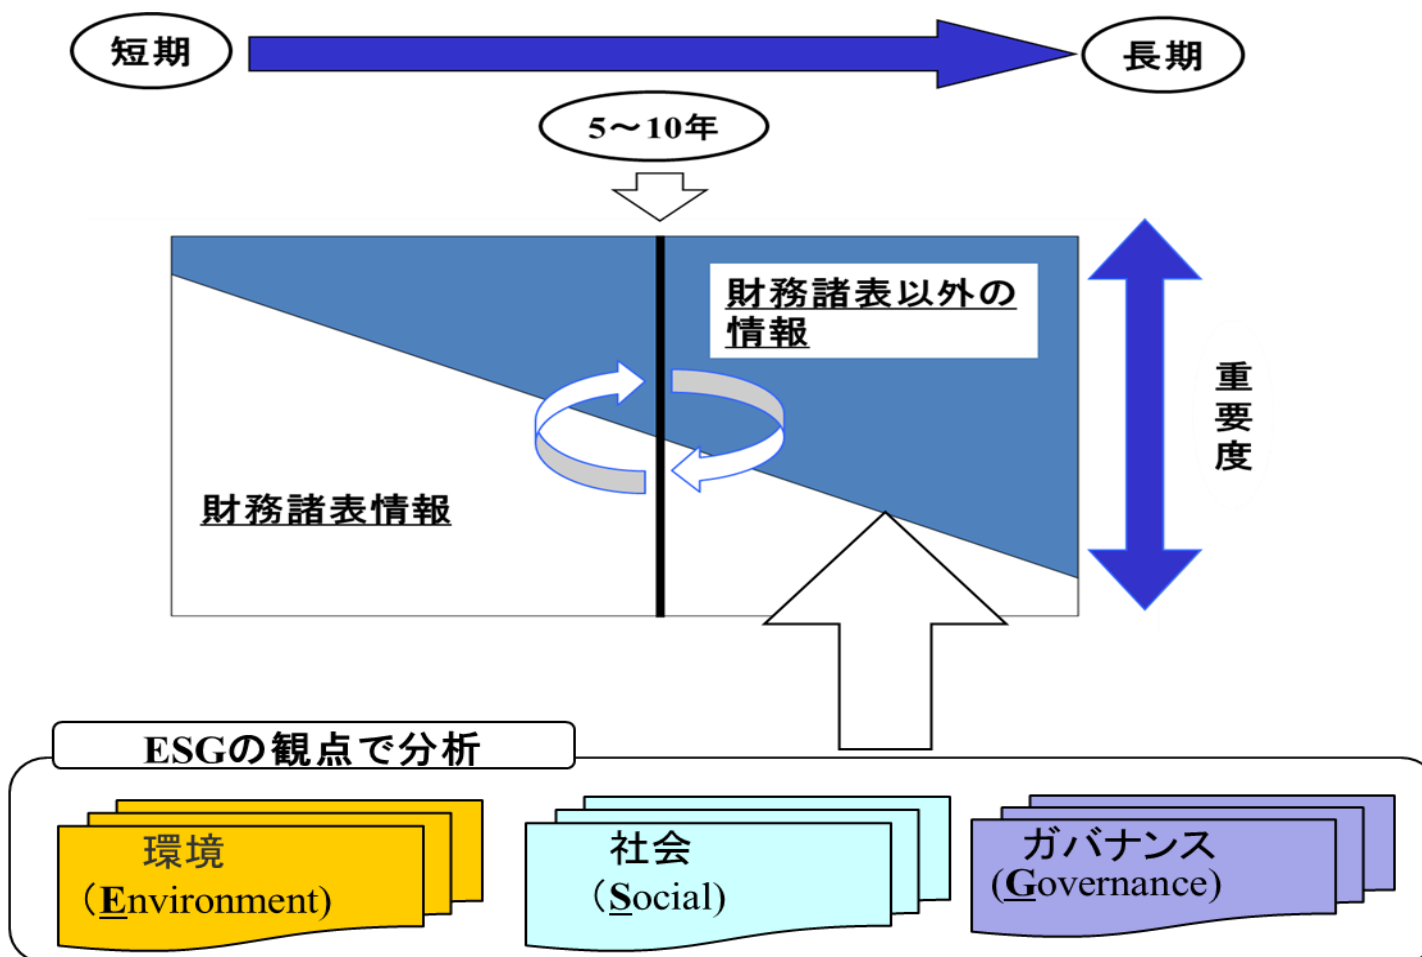 短期
長期
5～10年
財務諸表以外の
情報
重要度
財務諸表情報
ESGの観点で分析
環境
（Environment)
社会
（Social)
ガバナンス
(Governance)